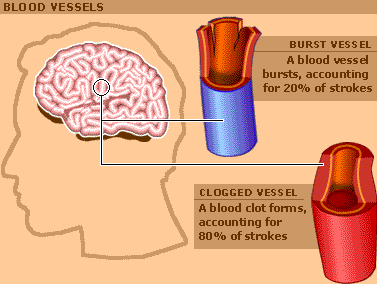 BLOOD VESSELS
BURST VESSEL
A blood vessel
bursts, accounting
for 20% of strokes
CLOGGED VESSEL
A blood clot forms,
accounting for
80% of strokes